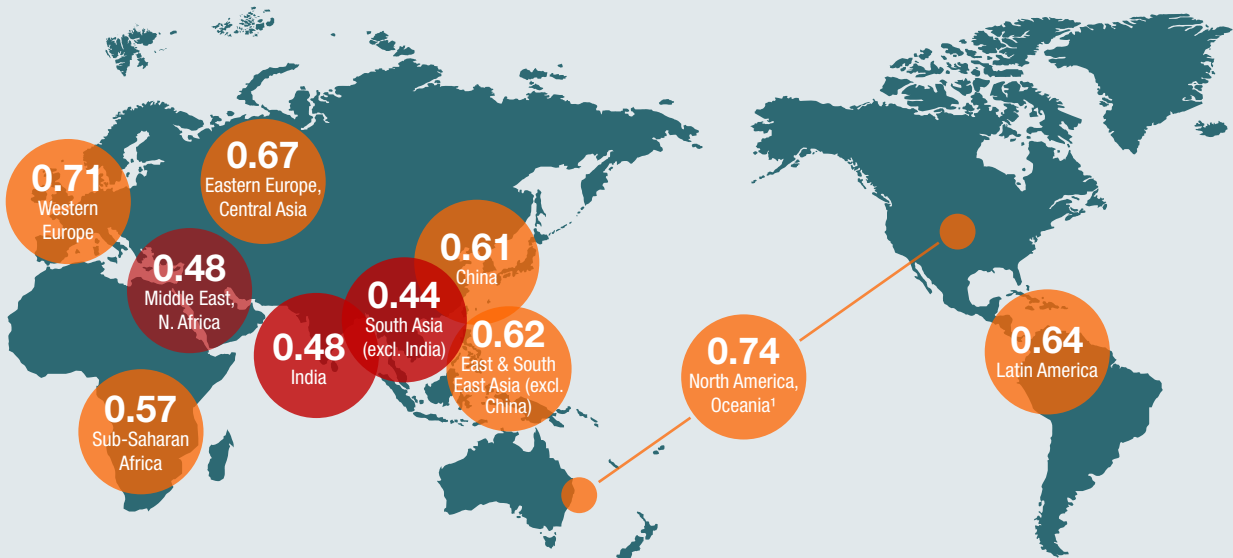 0.71
Western
Europe
0.67
Eastern Europe,
Central Asia
0.48
Middle East,
N. Africa
0.48
India
0.44
South Asia
(excl. India)
0.61
China
0.62
East & South
East Asia (excl.
China)
0.57
Sub-Saharan
Africa
0.74
North America,
Oceania¹
0.64
Latin America